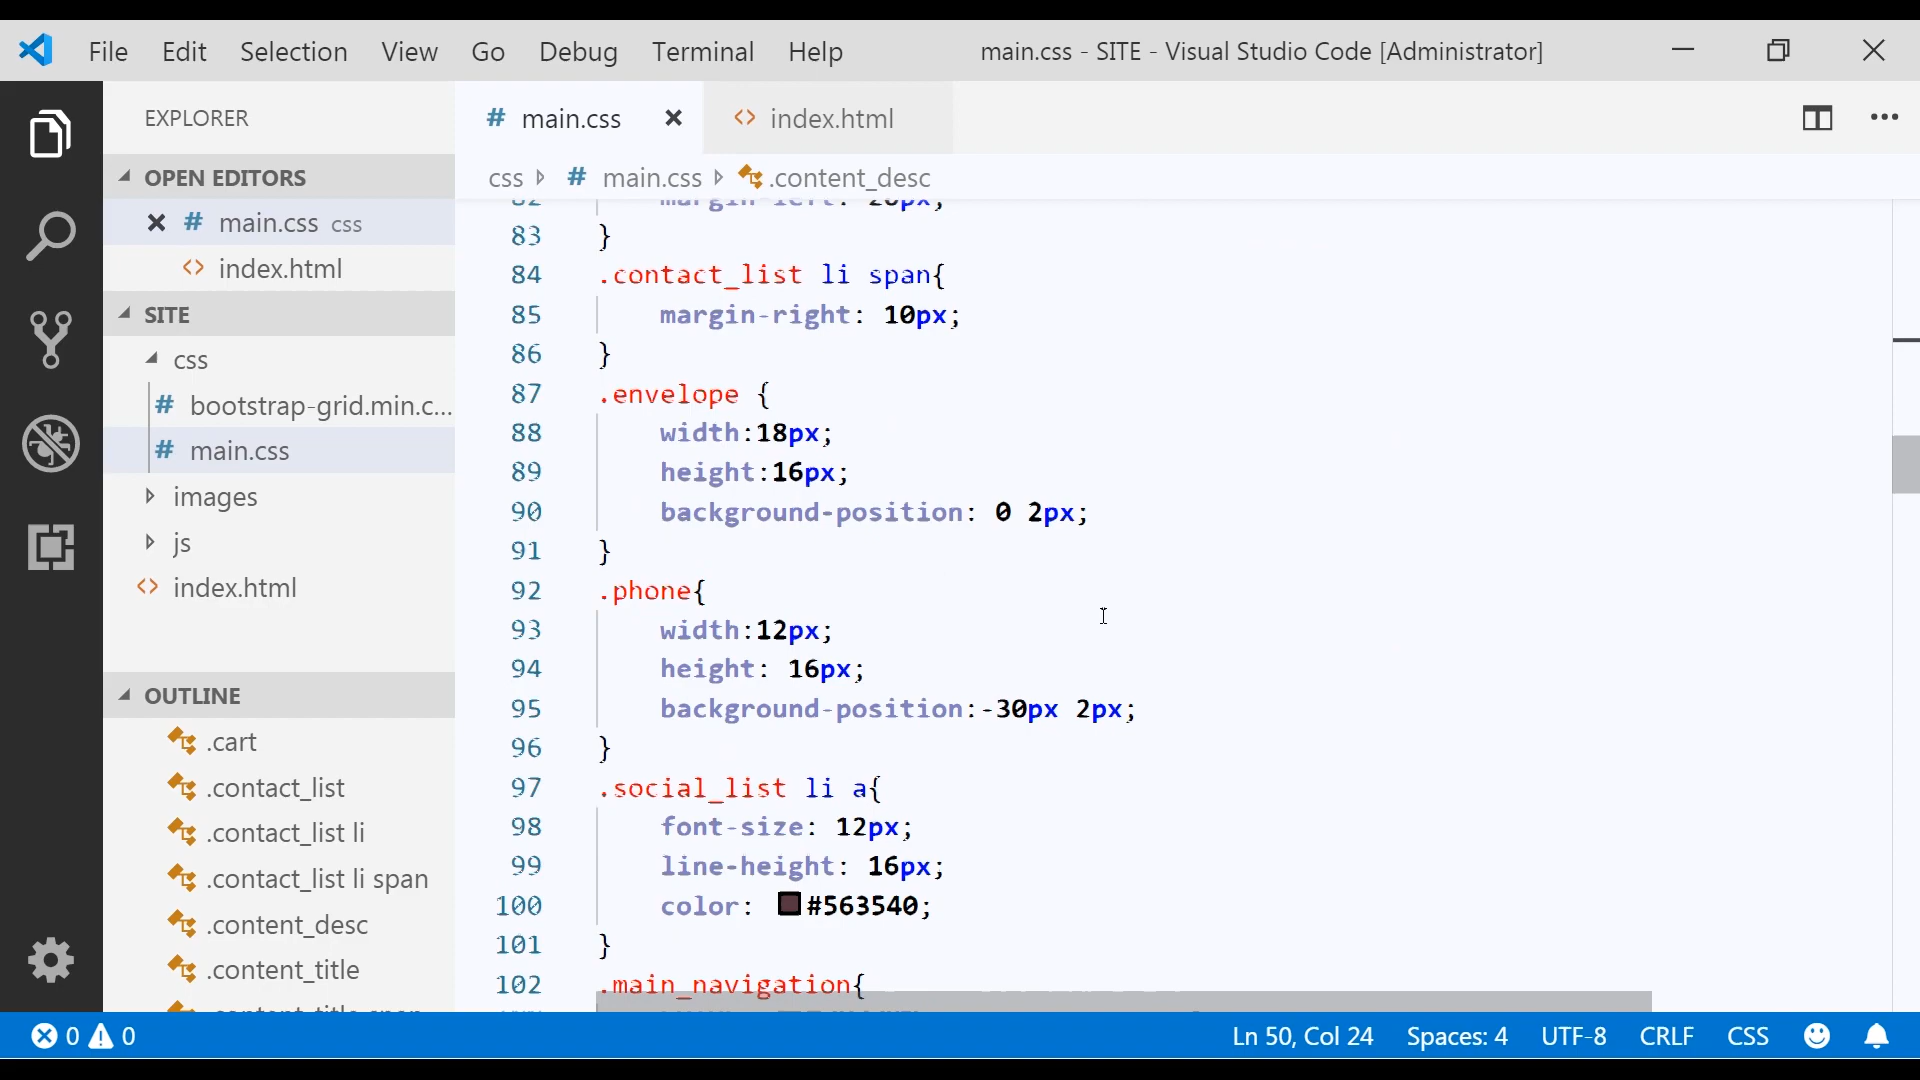 File Edit Selection View Go Debug Terminal Help main.css - SITE - Visual Studio Code [Administrator]
EXPLORER
OPEN EDITORS
main.css css
index.html
SITE
css
bootstrap-grid.min.c...
main.css
images
js
index.html
OUTLINE
.cart
.contact_list
.contact_list li
.contact_list li span
.content_desc
.content_title
main.css index.html
css main.css .content_desc
83 }
84 .contact_list li span{
85 margin-right: 10px;
86 }
87 .envelope {
88 width:18px;
89 height:16px;
90 background-position: 0 2px;
91 }
92 .phone{
93 width:12px;
94 height: 16px;
95 background-position:-30px 2px;
96 }
97 .social_list li a{
98 font-size: 12px;
99 line-height: 16px;
100 color: #563540;
101 }
102 .main_navigation{
0 0 Ln 50, Col 24 Spaces: 4 UTF-8 CRLF CSS